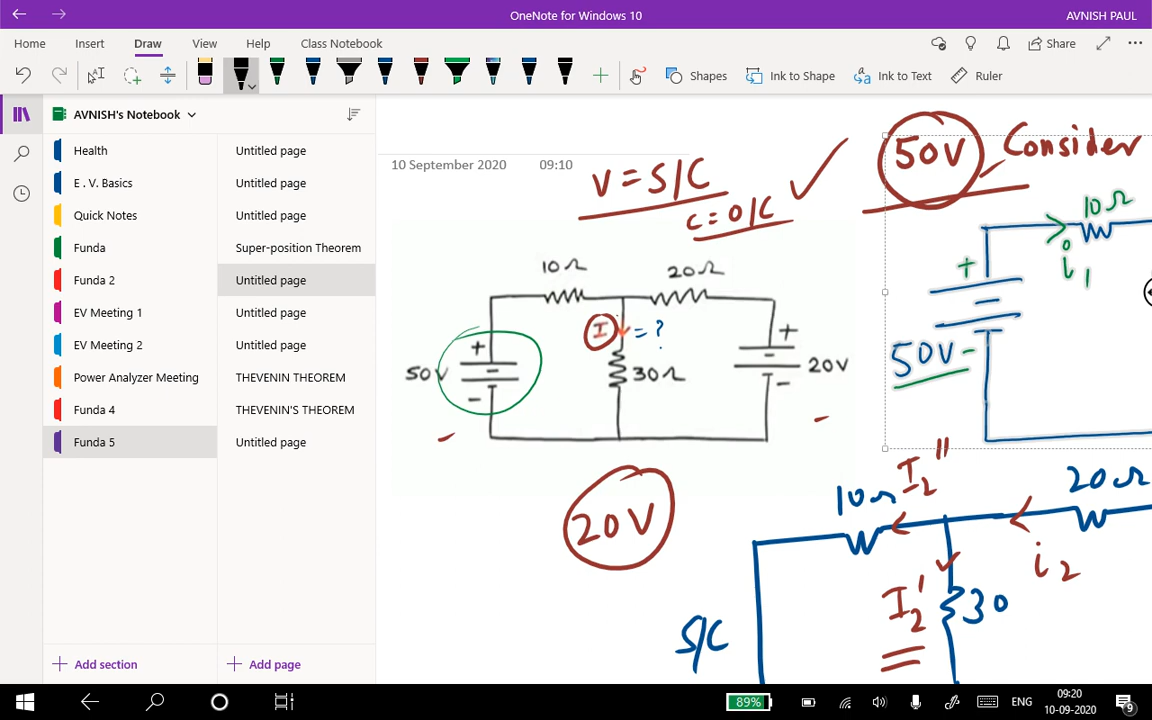 OneNote for Windows 10
AVNISH PAUL
Home Insert Draw View Help Class Notebook
Share
Shapes Ink to Shape Ink to Text Ruler
AVNISH's Notebook
Health
E . V. Basics
Quick Notes
Funda
Funda 2
EV Meeting 1
EV Meeting 2
Power Analyzer Meeting
Funda 4
Funda 5
Add section
Untitled page
Untitled page
Untitled page
Super-position Theorem
Untitled page
Untitled page
Untitled page
THEVENIN THEOREM
THEVENIN'S THEOREM
Untitled page
Add page
10 September 2020 09:10
V = S/C
C = O/C
50V Consider
10Ω
i1
+
50V -
10Ω 20Ω
I = ?
+ +
50V 30Ω 20V
- -
20V
10Ω I2'' 20Ω
i2
I2' 30
S/C
89%
ENG
09:20
10-09-2020
9